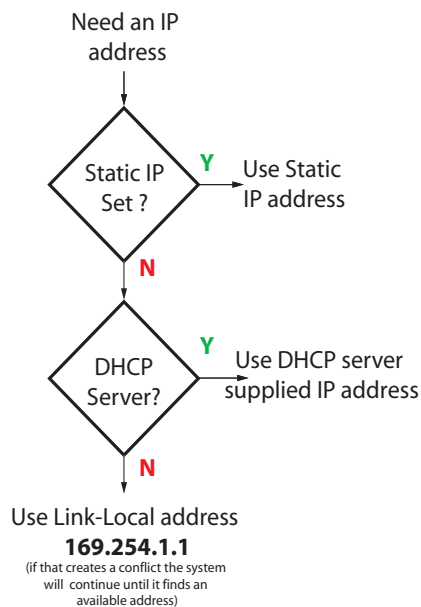 Need an IP
address
Static IP
Set ?
Y
Use Static
IP address
N
DHCP
Server?
Y
Use DHCP server
supplied IP address
N
Use Link-Local address
169.254.1.1
(if that creates a conflict the system
will continue until it finds an
available address)